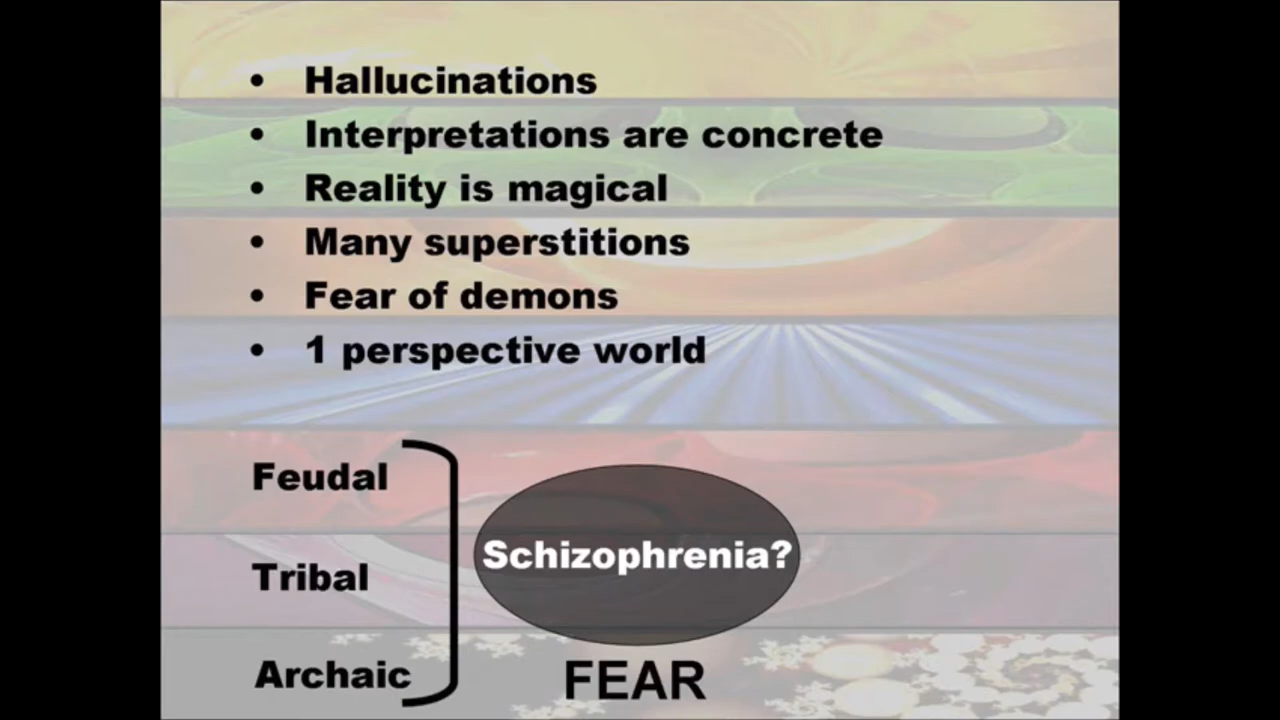 • Hallucinations
• Interpretations are concrete
• Reality is magical
• Many superstitions
• Fear of demons
• 1 perspective world
Feudal
Schizophrenia?
Tribal
Archaic
FEAR